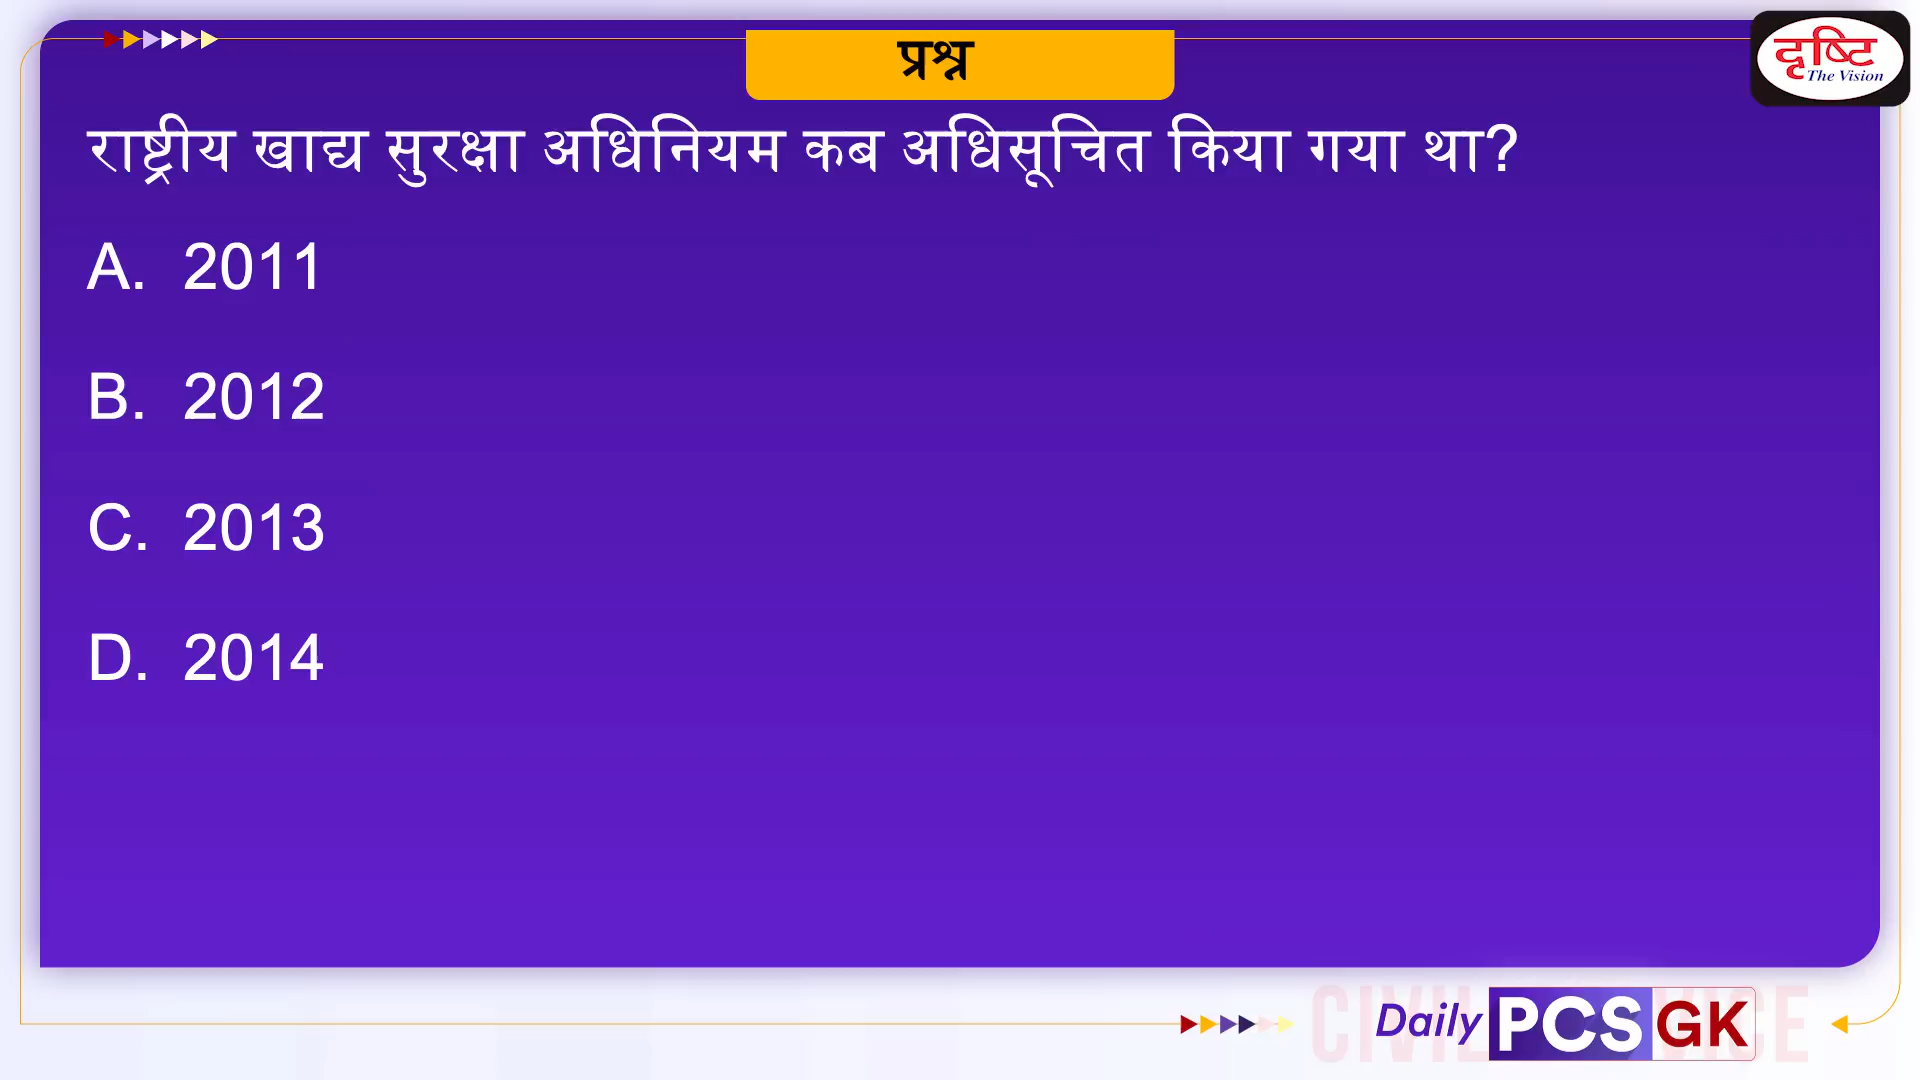 प्रश्न
दृष्टि
The Vision
राष्ट्रीय खाद्य सुरक्षा अधिनियम कब अधिसूचित किया गया था?
A. 2011
B. 2012
C. 2013
D. 2014
Daily PCS GK